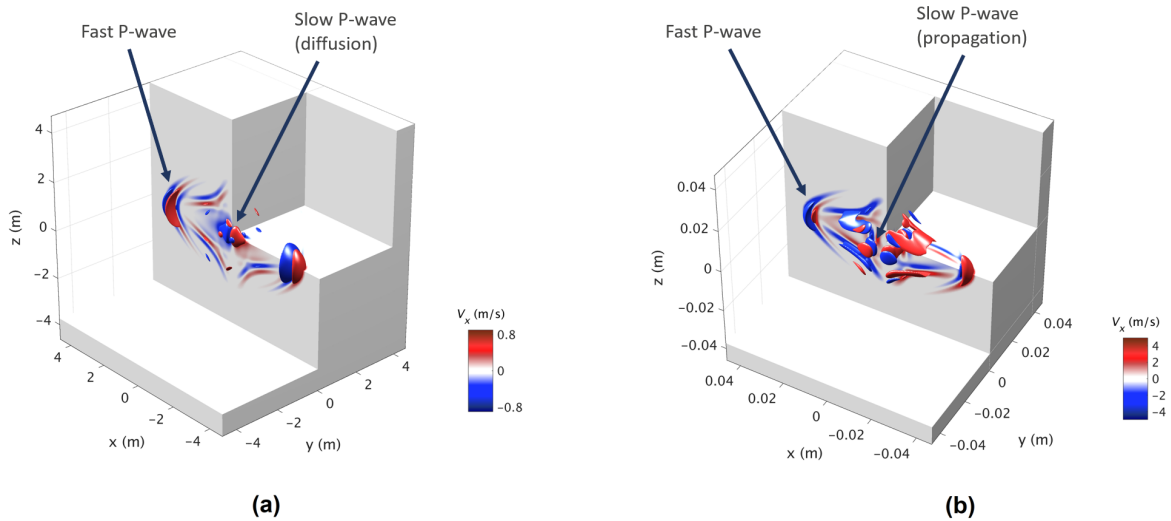 Fast P-wave
Slow P-wave
(diffusion)
4
2
0
−2
−4
z (m)
4
2
0
−2
−4
x (m)
−4
−2
0
2
4
y (m)
Vx (m/s)
0.8
0
−0.8
(a)
Fast P-wave
Slow P-wave
(propagation)
0.04
0.02
0
−0.02
−0.04
z (m)
0.04
0.02
0
−0.02
−0.04
x (m)
−0.04
−0.02
0
0.02
0.04
y (m)
Vx (m/s)
4
2
0
−2
−4
(b)